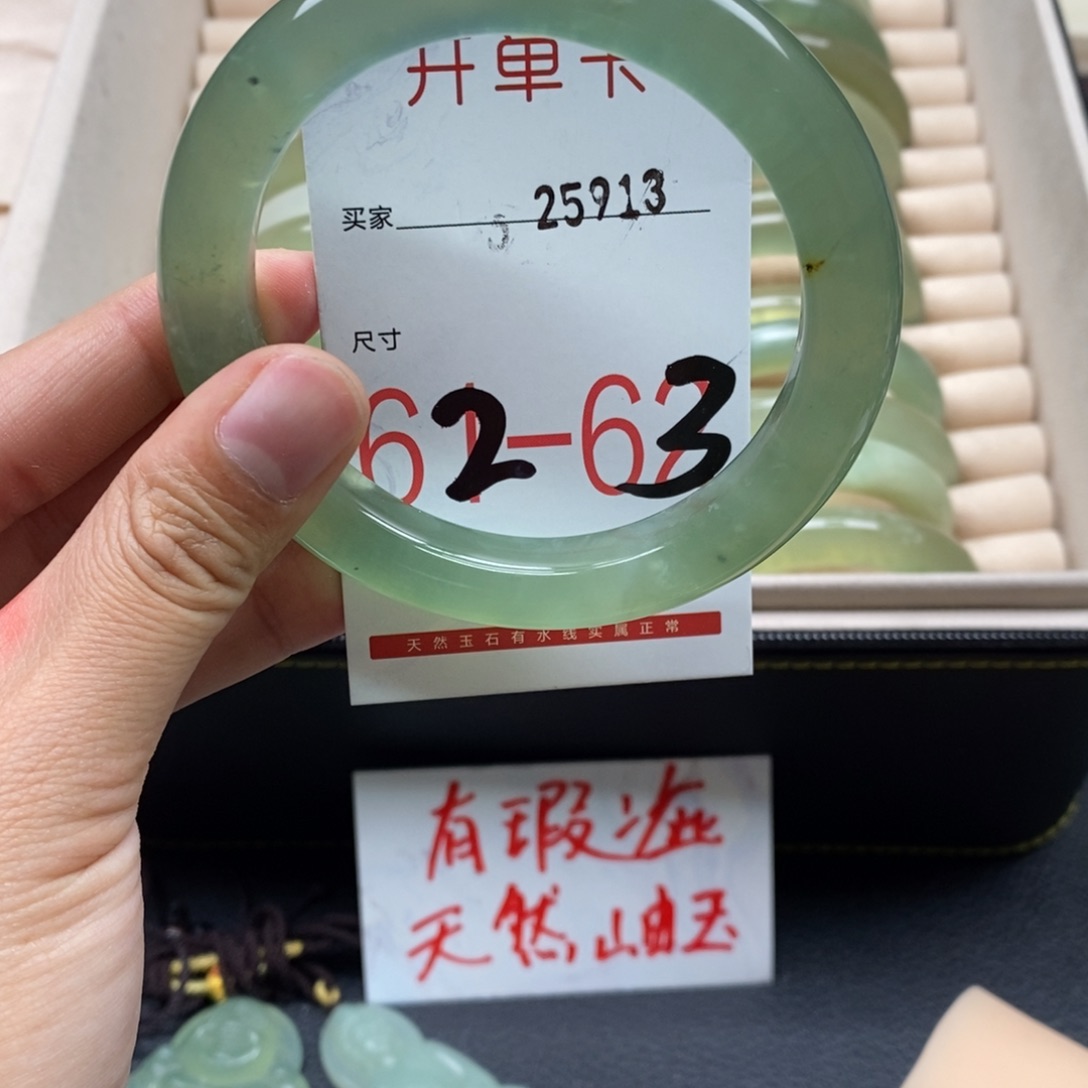 开单卡
买家 25913
尺寸
62-63
天然玉石有水线实属正常
有瑕疵
天然岫玉